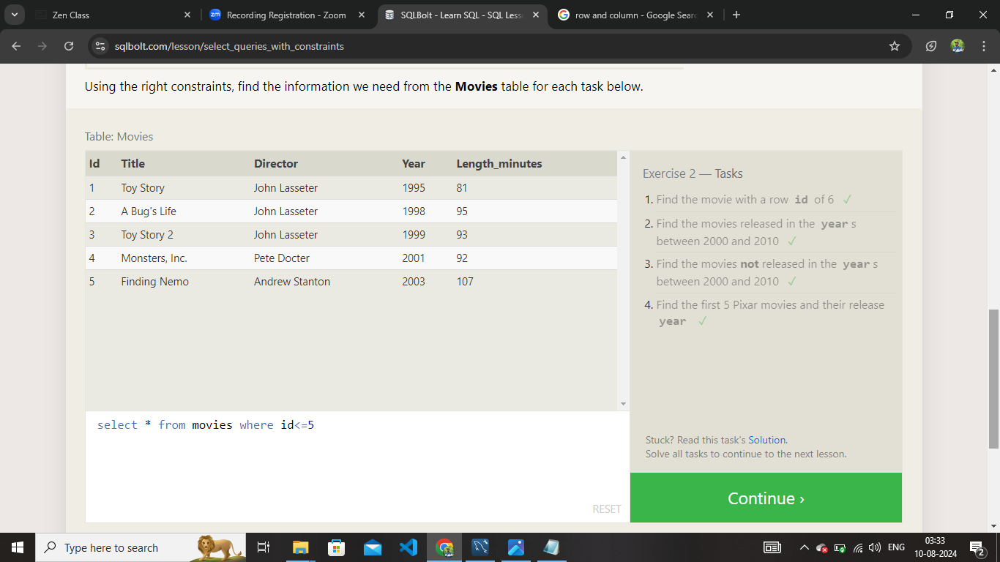 Zen Class
zm Recording Registration - Zoom
SQLBolt - Learn SQL - SQL Less
row and column - Google Searc
sqlbolt.com/lesson/select_queries_with_constraints
Using the right constraints, find the information we need from the Movies table for each task below.
Table: Movies
Id Title Director Year Length_minutes
1 Toy Story John Lasseter 1995 81
2 A Bug's Life John Lasseter 1998 95
3 Toy Story 2 John Lasseter 1999 93
4 Monsters, Inc. Pete Docter 2001 92
5 Finding Nemo Andrew Stanton 2003 107
select * from movies where id<=5
RESET
Exercise 2 — Tasks
1. Find the movie with a row id of 6 ✓
2. Find the movies released in the year s
between 2000 and 2010 ✓
3. Find the movies not released in the year s
between 2000 and 2010 ✓
4. Find the first 5 Pixar movies and their release
year ✓
Stuck? Read this task's Solution.
Solve all tasks to continue to the next lesson.
Continue ›
Type here to search
ENG
03:33
10-08-2024
2